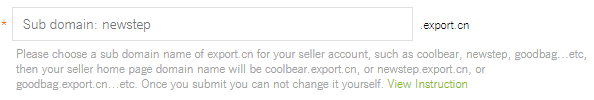 * Sub domain: newstep .export.cn
Please choose a sub domain name of export.cn for your seller account, such as coolbear, newstep, goodbag...etc,
then your seller home page domain name will be coolbear.export.cn, or newstep.export.cn, or
goodbag.export.cn...etc. Once you submit you can not change it yourself. View Instruction